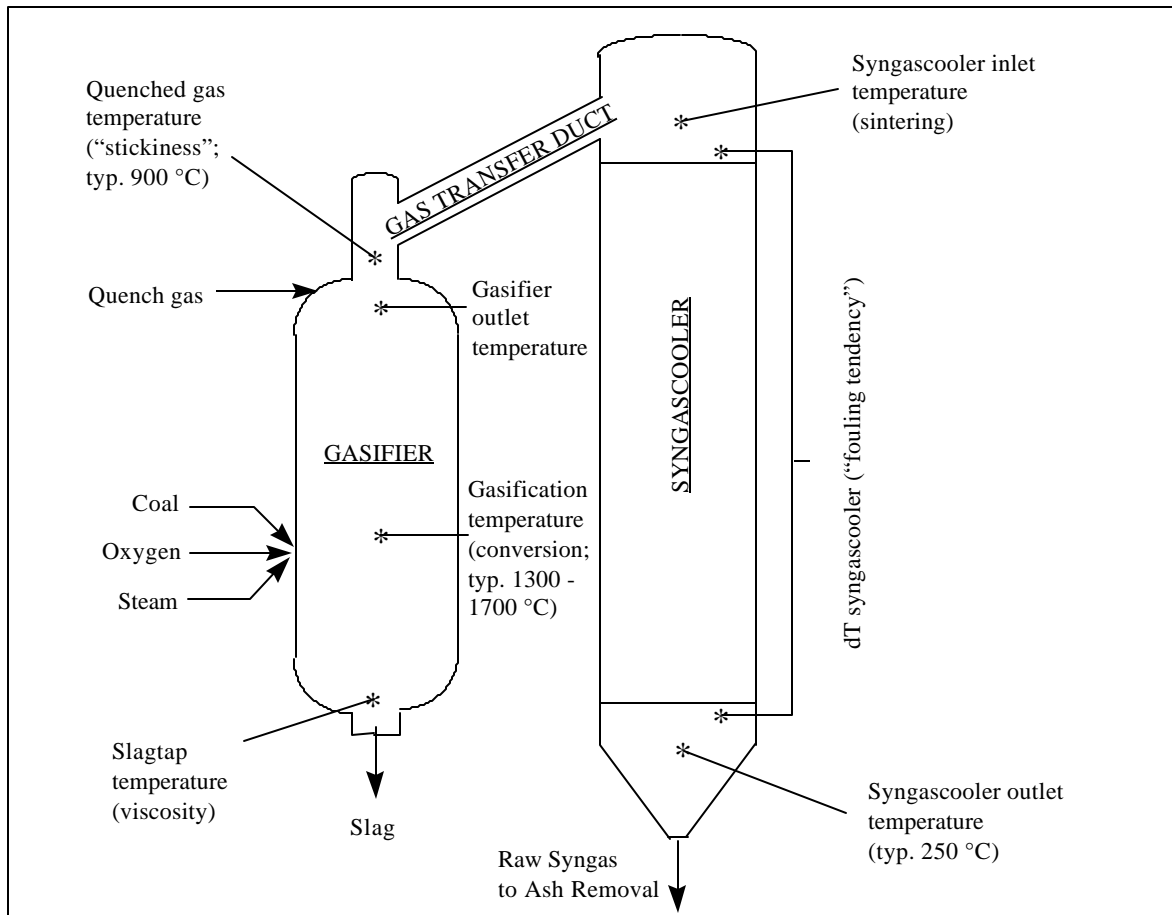 Quenched gas
temperature
(“stickiness”;
typ. 900 °C)
GAS TRANSFER DUCT
Syngascooler inlet
temperature
(sintering)
Quench gas
Gasifier
outlet
temperature
GASIFIER
SYNGASCOOLER
dT syngascooler (“fouling tendency”)
Coal
Oxygen
Steam
Gasification
temperature
(conversion;
typ. 1300 -
1700 °C)
Slagtap
temperature
(viscosity)
Slag
Syngascooler outlet
temperature
(typ. 250 °C)
Raw Syngas
to Ash Removal